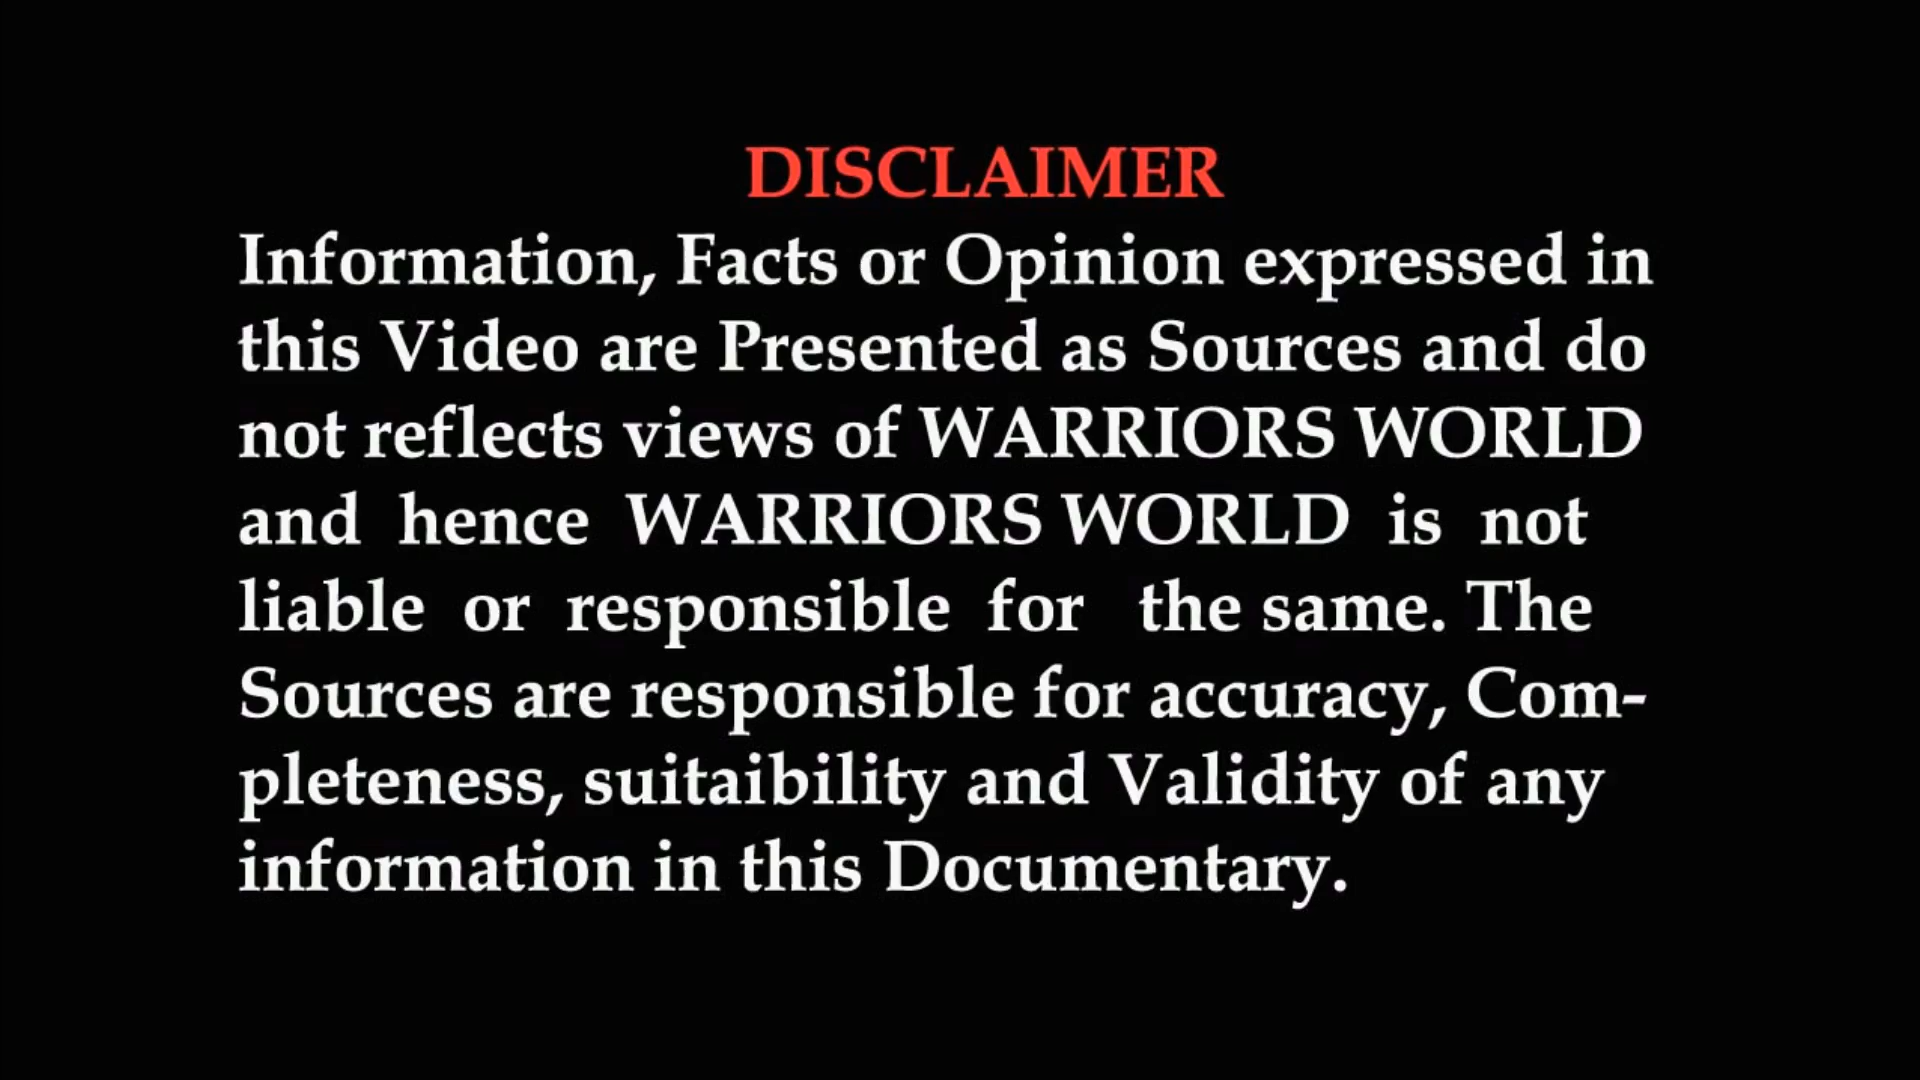 DISCLAIMER
Information, Facts or Opinion expressed in
this Video are Presented as Sources and do
not reflects views of WARRIORS WORLD
and hence WARRIORS WORLD is not
liable or responsible for the same. The
Sources are responsible for accuracy, Com-
pleteness, suitaibility and Validity of any
information in this Documentary.